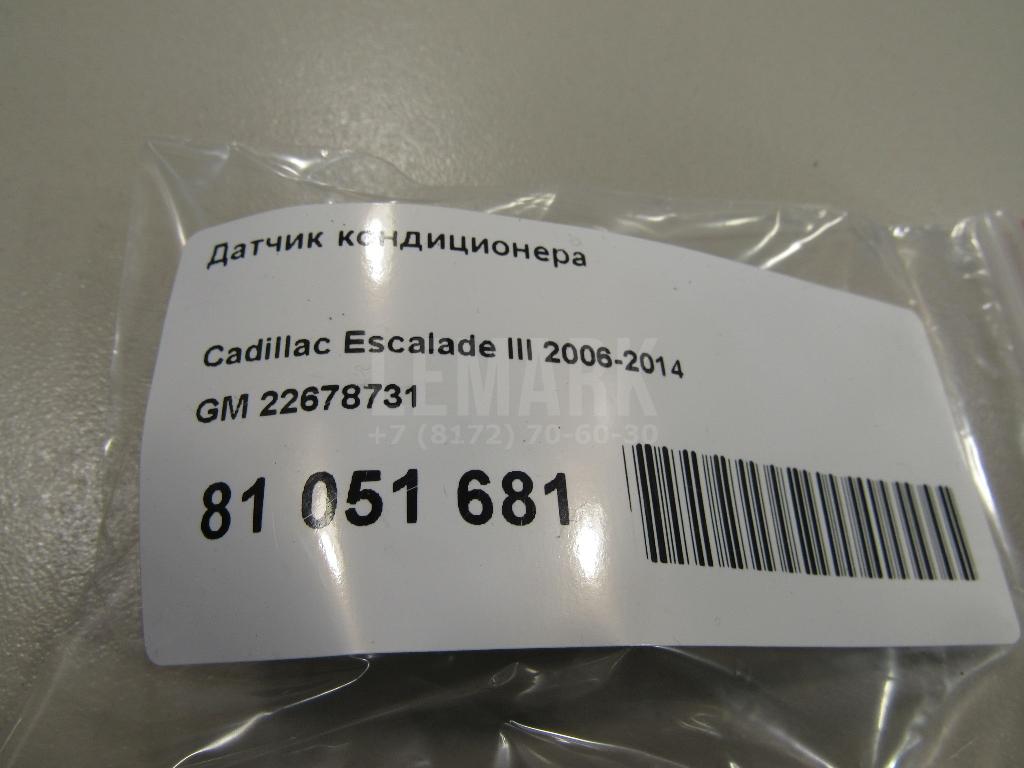 Датчик кондиционера
Cadillac Escalade III 2006-2014
GM 22678731
LEMARK
+7 (8172) 70-60-30
81 051 681